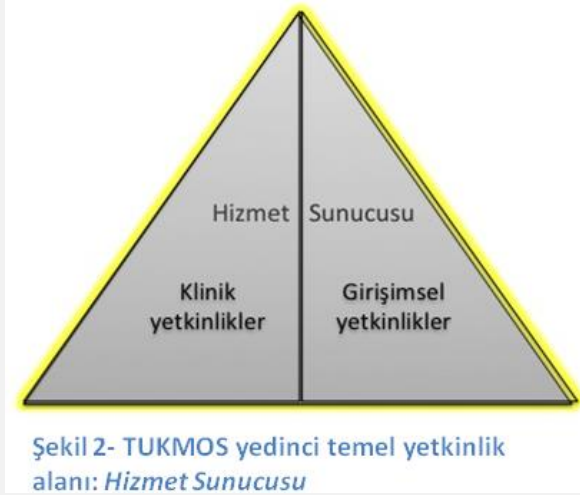 Hizmet Sunucusu
Klinik yetkinlikler
Girişimsel yetkinlikler
Şekil 2- TUKMOS yedinci temel yetkinlik
alanı: Hizmet Sunucusu